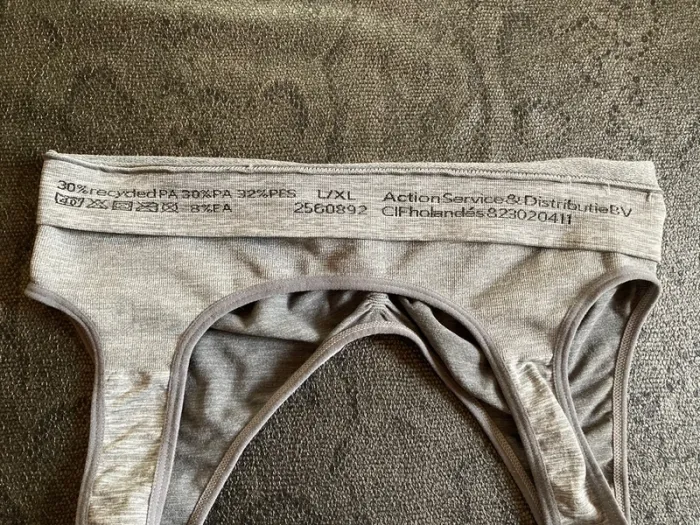 30% recycled PA 30% PA 32% PES
8% EA
L/XL
2560892
Action Service & Distributie BV
CIF holandés 823020411